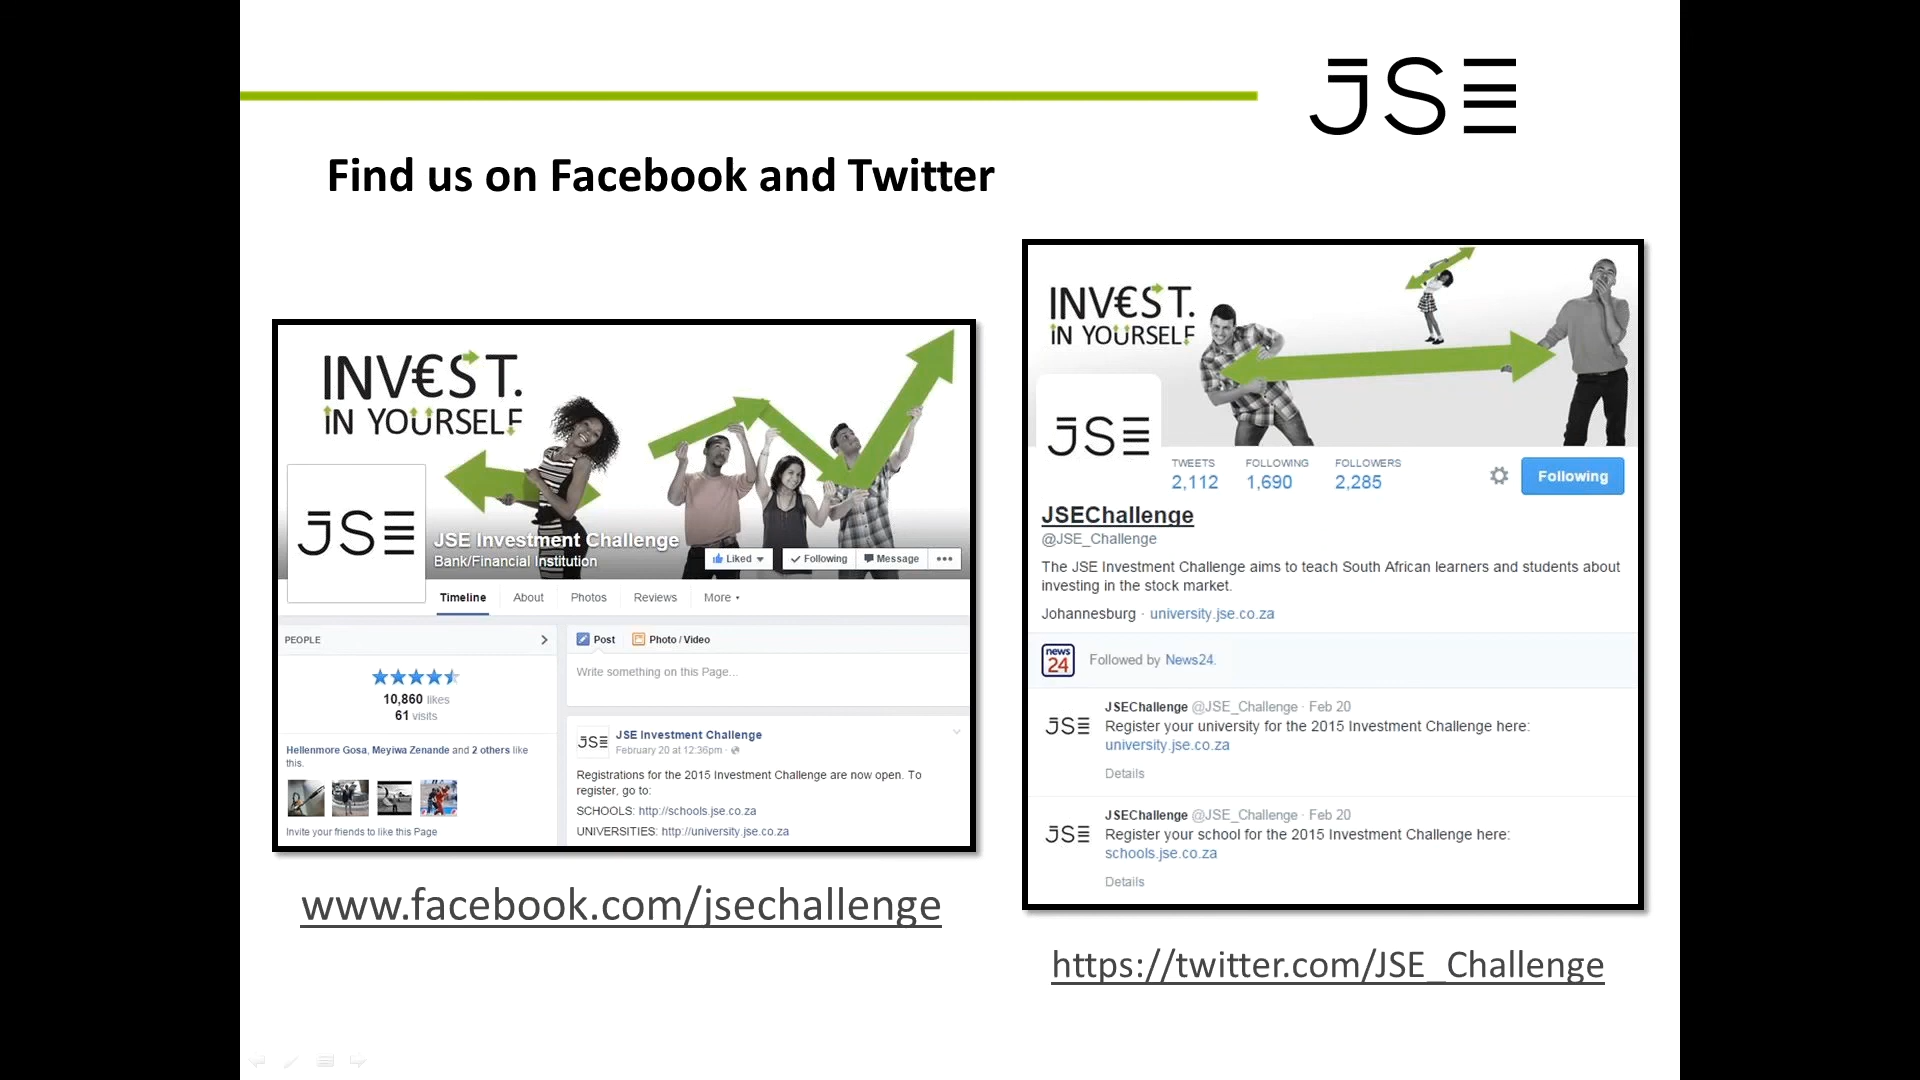 JSE
Find us on Facebook and Twitter
INV€ST.
IN YOURSELF
JSE
JSE Investment Challenge
Bank/Financial Institution
Liked
Following
Message
Timeline
About
Photos
Reviews
More
PEOPLE
10,860 likes
61 visits
Hellenmore Gosa, Meyiwa Zenande and 2 others like
this.
Invite your friends to like this Page
Post
Photo / Video
Write something on this Page...
JSE
JSE Investment Challenge
February 20 at 12:36pm ·
Registrations for the 2015 Investment Challenge are now open. To
register, go to:
SCHOOLS: http://schools.jse.co.za
UNIVERSITIES: http://university.jse.co.za
www.facebook.com/jsechallenge
INV€ST.
IN YOURSELF
JSE
TWEETS FOLLOWING FOLLOWERS
2,112 1,690 2,285
Following
JSEChallenge
@JSE_Challenge
The JSE Investment Challenge aims to teach South African learners and students about
investing in the stock market.
Johannesburg · university.jse.co.za
news
24
Followed by News24.
JSE
JSEChallenge @JSE_Challenge · Feb 20
Register your university for the 2015 Investment Challenge here:
university.jse.co.za
Details
JSE
JSEChallenge @JSE_Challenge · Feb 20
Register your school for the 2015 Investment Challenge here:
schools.jse.co.za
Details
https://twitter.com/JSE_Challenge